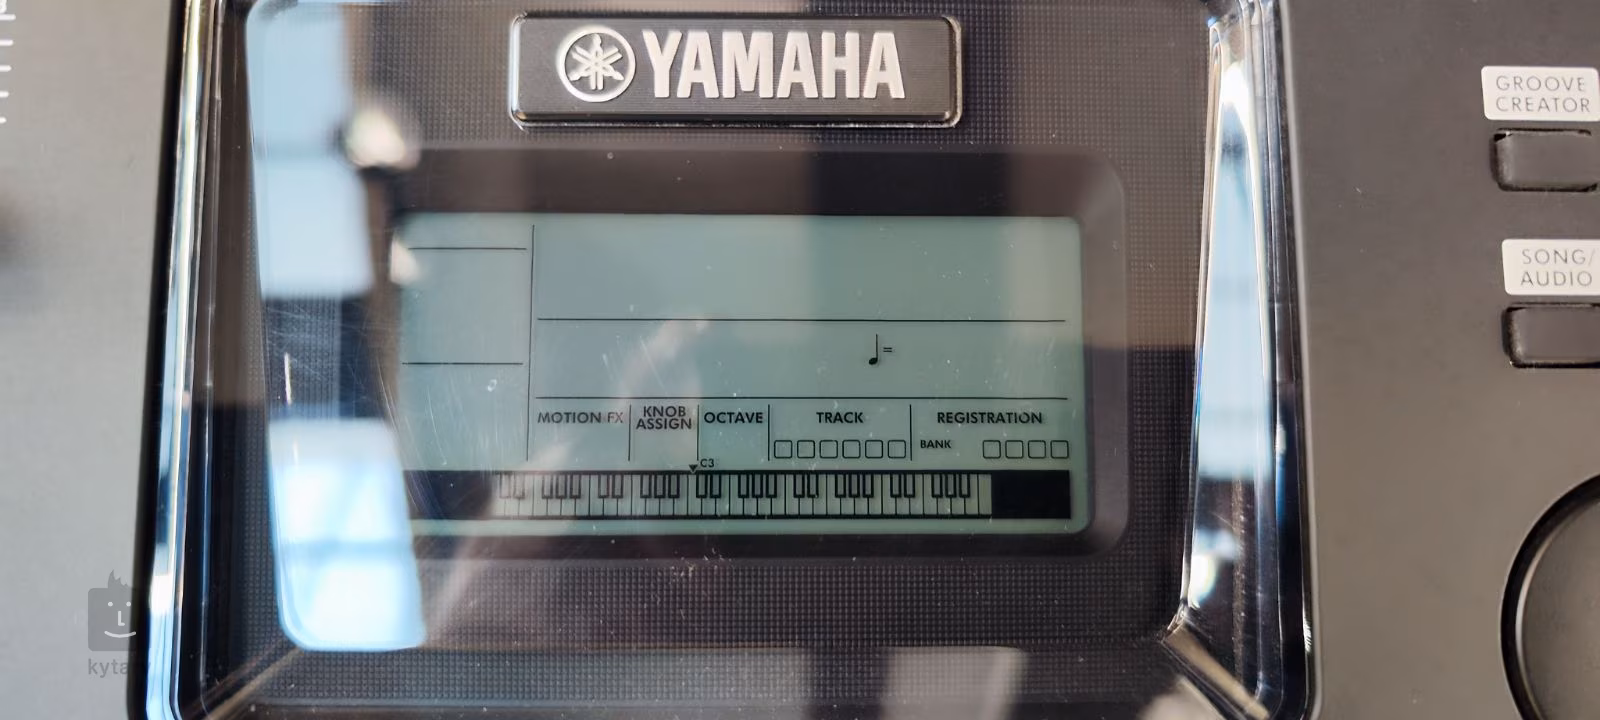 YAMAHA
GROOVE
CREATOR
SONG/
AUDIO
♩=
MOTION FX
KNOB
ASSIGN
OCTAVE
TRACK
REGISTRATION
BANK
C3